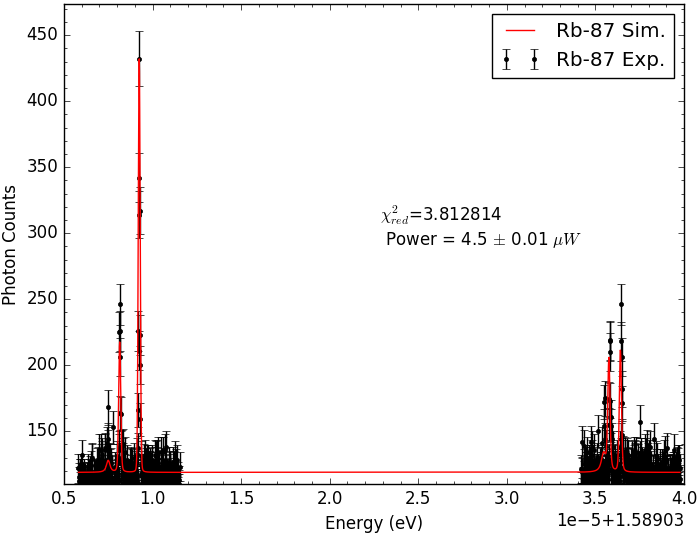 450
400
350
300
250
200
150
Photon Counts
Rb-87 Sim.
Rb-87 Exp.
χ²_red=3.812814
Power = 4.5 ± 0.01 μW
0.5 1.0 1.5 2.0 2.5 3.0 3.5 4.0
Energy (eV)
1e−5+1.58903